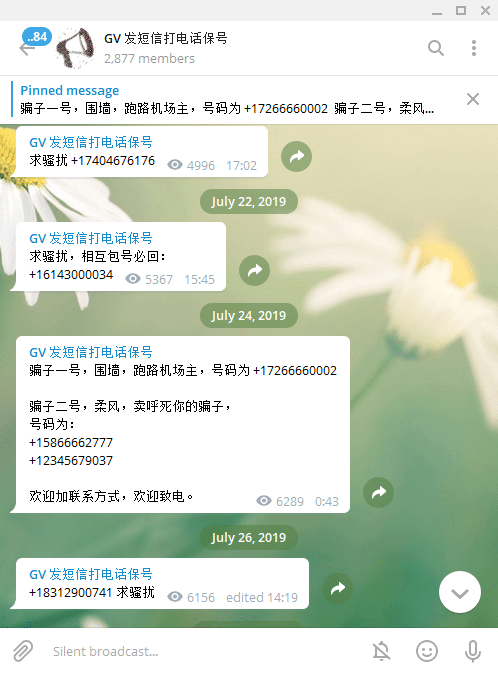 ..84
GV 发短信打电话保号
2,877 members
Pinned message
骗子一号，围墙，跑路机场主，号码为 +17266660002 骗子二号，柔风...
GV 发短信打电话保号
求骚扰 +17404676176 4996 17:02
July 22, 2019
GV 发短信打电话保号
求骚扰，相互包号必回：
+16143000034 5367 15:45
July 24, 2019
GV 发短信打电话保号
骗子一号，围墙，跑路机场主，号码为 +17266660002
骗子二号，柔风，卖呼死你的骗子，
号码为：
+15866662777
+12345679037
欢迎加联系方式，欢迎致电。 6289 0:43
July 26, 2019
GV 发短信打电话保号
+18312900741 求骚扰 6156 edited 14:19
Silent broadcast...